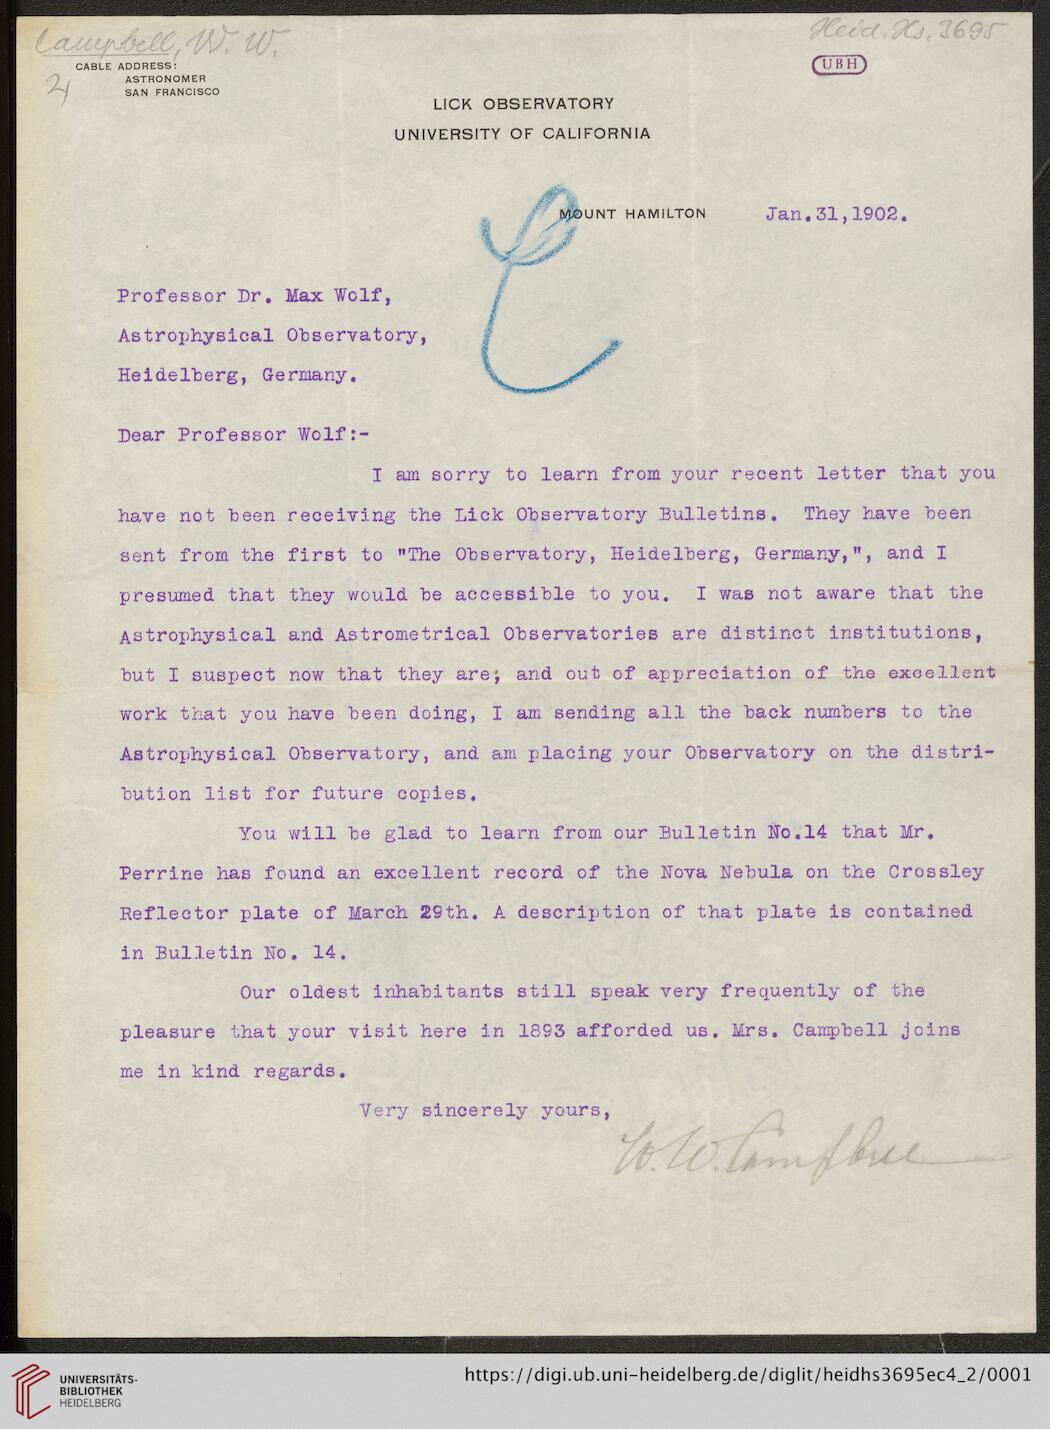 Campbell, W. W.
Heid. Hs. 3695
2
CABLE ADDRESS:
ASTRONOMER
SAN FRANCISCO
UBH
LICK OBSERVATORY
UNIVERSITY OF CALIFORNIA
MOUNT HAMILTON Jan.31,1902.
Professor Dr. Max Wolf,
Astrophysical Observatory,
Heidelberg, Germany.
Dear Professor Wolf:-
I am sorry to learn from your recent letter that you
have not been receiving the Lick Observatory Bulletins. They have been
sent from the first to "The Observatory, Heidelberg, Germany,", and I
presumed that they would be accessible to you. I was not aware that the
Astrophysical and Astrometrical Observatories are distinct institutions,
but I suspect now that they are; and out of appreciation of the excellent
work that you have been doing, I am sending all the back numbers to the
Astrophysical Observatory, and am placing your Observatory on the distri-
bution list for future copies.
You will be glad to learn from our Bulletin No.14 that Mr.
Perrine has found an excellent record of the Nova Nebula on the Crossley
Reflector plate of March 29th. A description of that plate is contained
in Bulletin No. 14.
Our oldest inhabitants still speak very frequently of the
pleasure that your visit here in 1893 afforded us. Mrs. Campbell joins
me in kind regards.
Very sincerely yours,
W. W. Campbell
UNIVERSITÄTS-
BIBLIOTHEK
HEIDELBERG
https://digi.ub.uni-heidelberg.de/diglit/heidhs3695ec4_2/0001